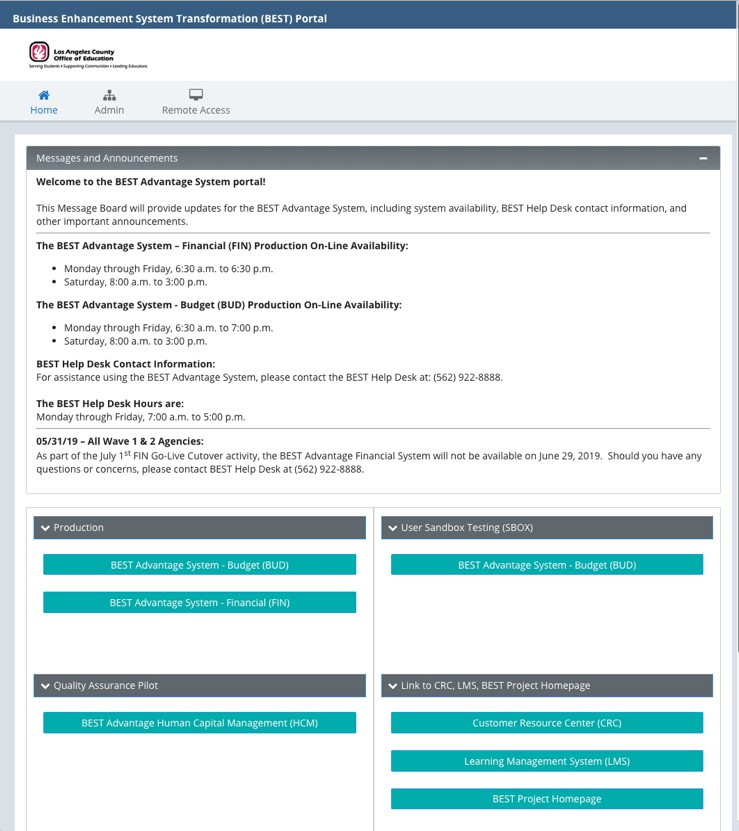 Business Enhancement System Transformation (BEST) Portal
Los Angeles County
Office of Education
Serving Students • Supporting Communities • Leading Educators
Home
Admin
Remote Access
Messages and Announcements
Welcome to the BEST Advantage System portal!
This Message Board will provide updates for the BEST Advantage System, including system availability, BEST Help Desk contact information, and
other important announcements.
The BEST Advantage System – Financial (FIN) Production On-Line Availability:
• Monday through Friday, 6:30 a.m. to 6:30 p.m.
• Saturday, 8:00 a.m. to 3:00 p.m.
The BEST Advantage System - Budget (BUD) Production On-Line Availability:
• Monday through Friday, 6:30 a.m. to 7:00 p.m.
• Saturday, 8:00 a.m. to 3:00 p.m.
BEST Help Desk Contact Information:
For assistance using the BEST Advantage System, please contact the BEST Help Desk at: (562) 922-8888.
The BEST Help Desk Hours are:
Monday through Friday, 7:00 a.m. to 5:00 p.m.
05/31/19 – All Wave 1 & 2 Agencies:
As part of the July 1st FIN Go-Live Cutover activity, the BEST Advantage Financial System will not be available on June 29, 2019.  Should you have any
questions or concerns, please contact BEST Help Desk at (562) 922-8888.
Production
BEST Advantage System - Budget (BUD)
BEST Advantage System - Financial (FIN)
User Sandbox Testing (SBOX)
BEST Advantage System - Budget (BUD)
Quality Assurance Pilot
BEST Advantage Human Capital Management (HCM)
Link to CRC, LMS, BEST Project Homepage
Customer Resource Center (CRC)
Learning Management System (LMS)
BEST Project Homepage